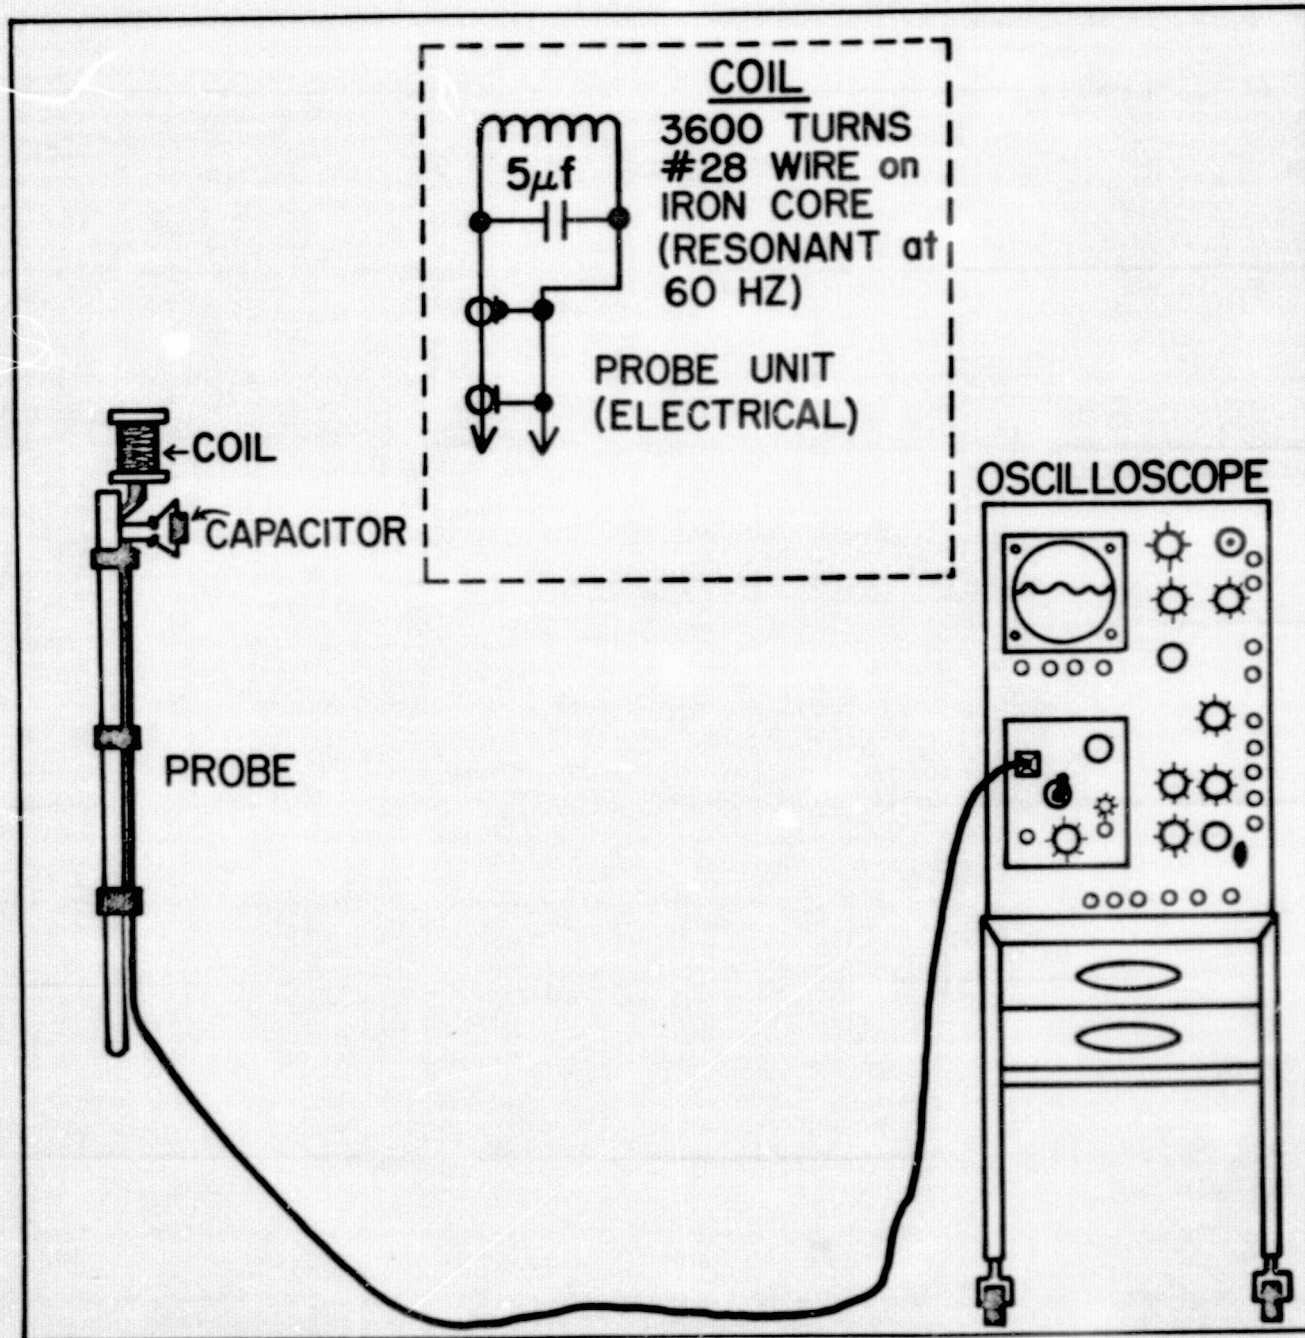 COIL
3600 TURNS
#28 WIRE on
IRON CORE
(RESONANT at
60 HZ)
5μf
PROBE UNIT
(ELECTRICAL)
COIL
CAPACITOR
PROBE
OSCILLOSCOPE